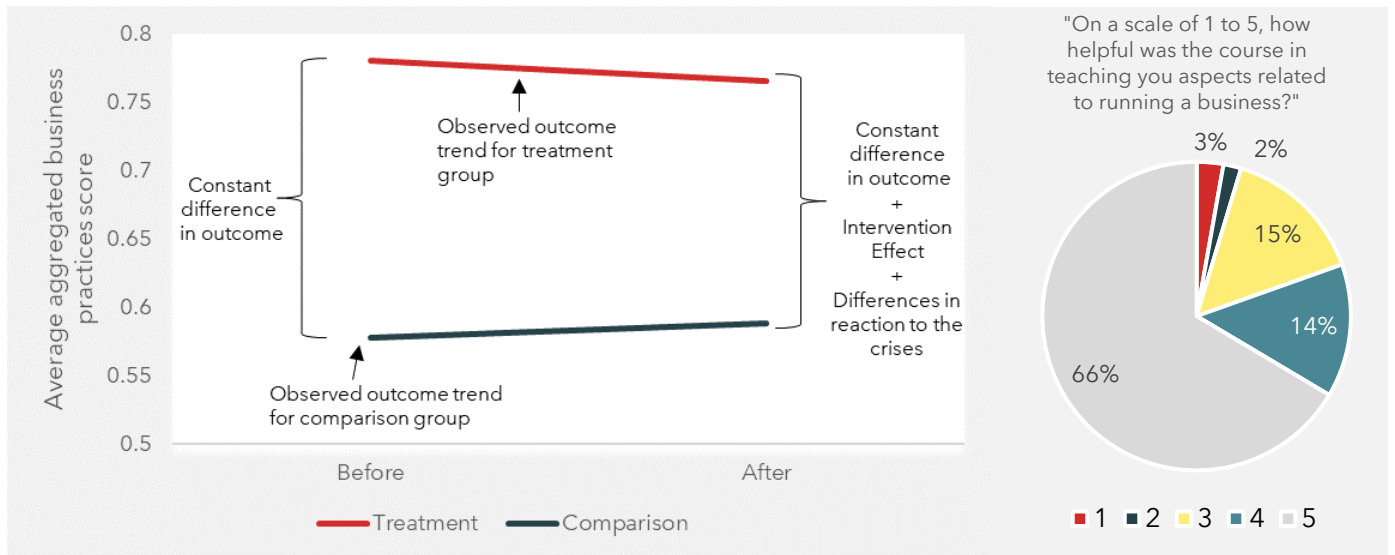 Average aggregated business
practices score
0.8
0.75
0.7
0.65
0.6
0.55
0.5
Constant
difference
in outcome
Observed outcome
trend for treatment
group
Observed outcome trend
for comparison group
Constant
difference
in outcome
+
Intervention
Effect
+
Differences in
reaction to the
crises
Before
After
Treatment
Comparison
"On a scale of 1 to 5, how
helpful was the course in
teaching you aspects related
to running a business?"
3%
2%
15%
14%
66%
1 2 3 4 5